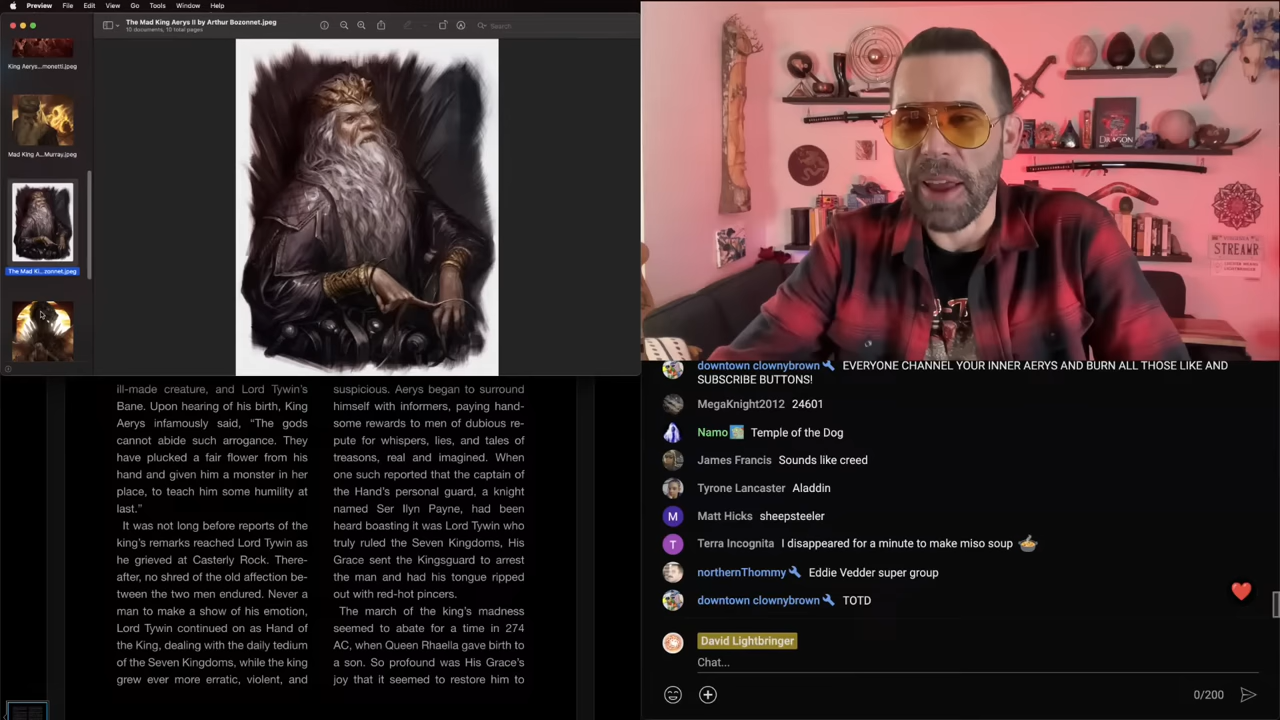 Preview File Edit View Go Tools Window Help
The Mad King Aerys II by Arthur Bozonnet.jpeg
10 documents, 10 total pages
Search
King Aerys...monetti.jpeg
Mad King A...Murray.jpeg
The Mad Ki...zonnet.jpeg
ill-made creature, and Lord Tywin's
Bane. Upon hearing of his birth, King
Aerys infamously said, “The gods
cannot abide such arrogance. They
have plucked a fair flower from his
hand and given him a monster in her
place, to teach him some humility at
last.”
It was not long before reports of the
king's remarks reached Lord Tywin as
he grieved at Casterly Rock. There-
after, no shred of the old affection be-
tween the two men endured. Never a
man to make a show of his emotion,
Lord Tywin continued on as Hand of
the King, dealing with the daily tedium
of the Seven Kingdoms, while the king
grew ever more erratic, violent, and
suspicious. Aerys began to surround
himself with informers, paying hand-
some rewards to men of dubious re-
pute for whispers, lies, and tales of
treasons, real and imagined. When
one such reported that the captain of
the Hand's personal guard, a knight
named Ser Ilyn Payne, had been
heard boasting it was Lord Tywin who
truly ruled the Seven Kingdoms, His
Grace sent the Kingsguard to arrest
the man and had his tongue ripped
out with red-hot pincers.
The march of the king's madness
seemed to abate for a time in 274
AC, when Queen Rhaella gave birth to
a son. So profound was His Grace's
joy that it seemed to restore him to
DRAGON
STREAWR
downtown clownybrown EVERYONE CHANNEL YOUR INNER AERYS AND BURN ALL THOSE LIKE AND
SUBSCRIBE BUTTONS!
MegaKnight2012 24601
Namo Temple of the Dog
James Francis Sounds like creed
Tyrone Lancaster Aladdin
M Matt Hicks sheepsteeler
T Terra Incognita I disappeared for a minute to make miso soup
northernThommy Eddie Vedder super group
downtown clownybrown TOTD
David Lightbringer
Chat...
0/200